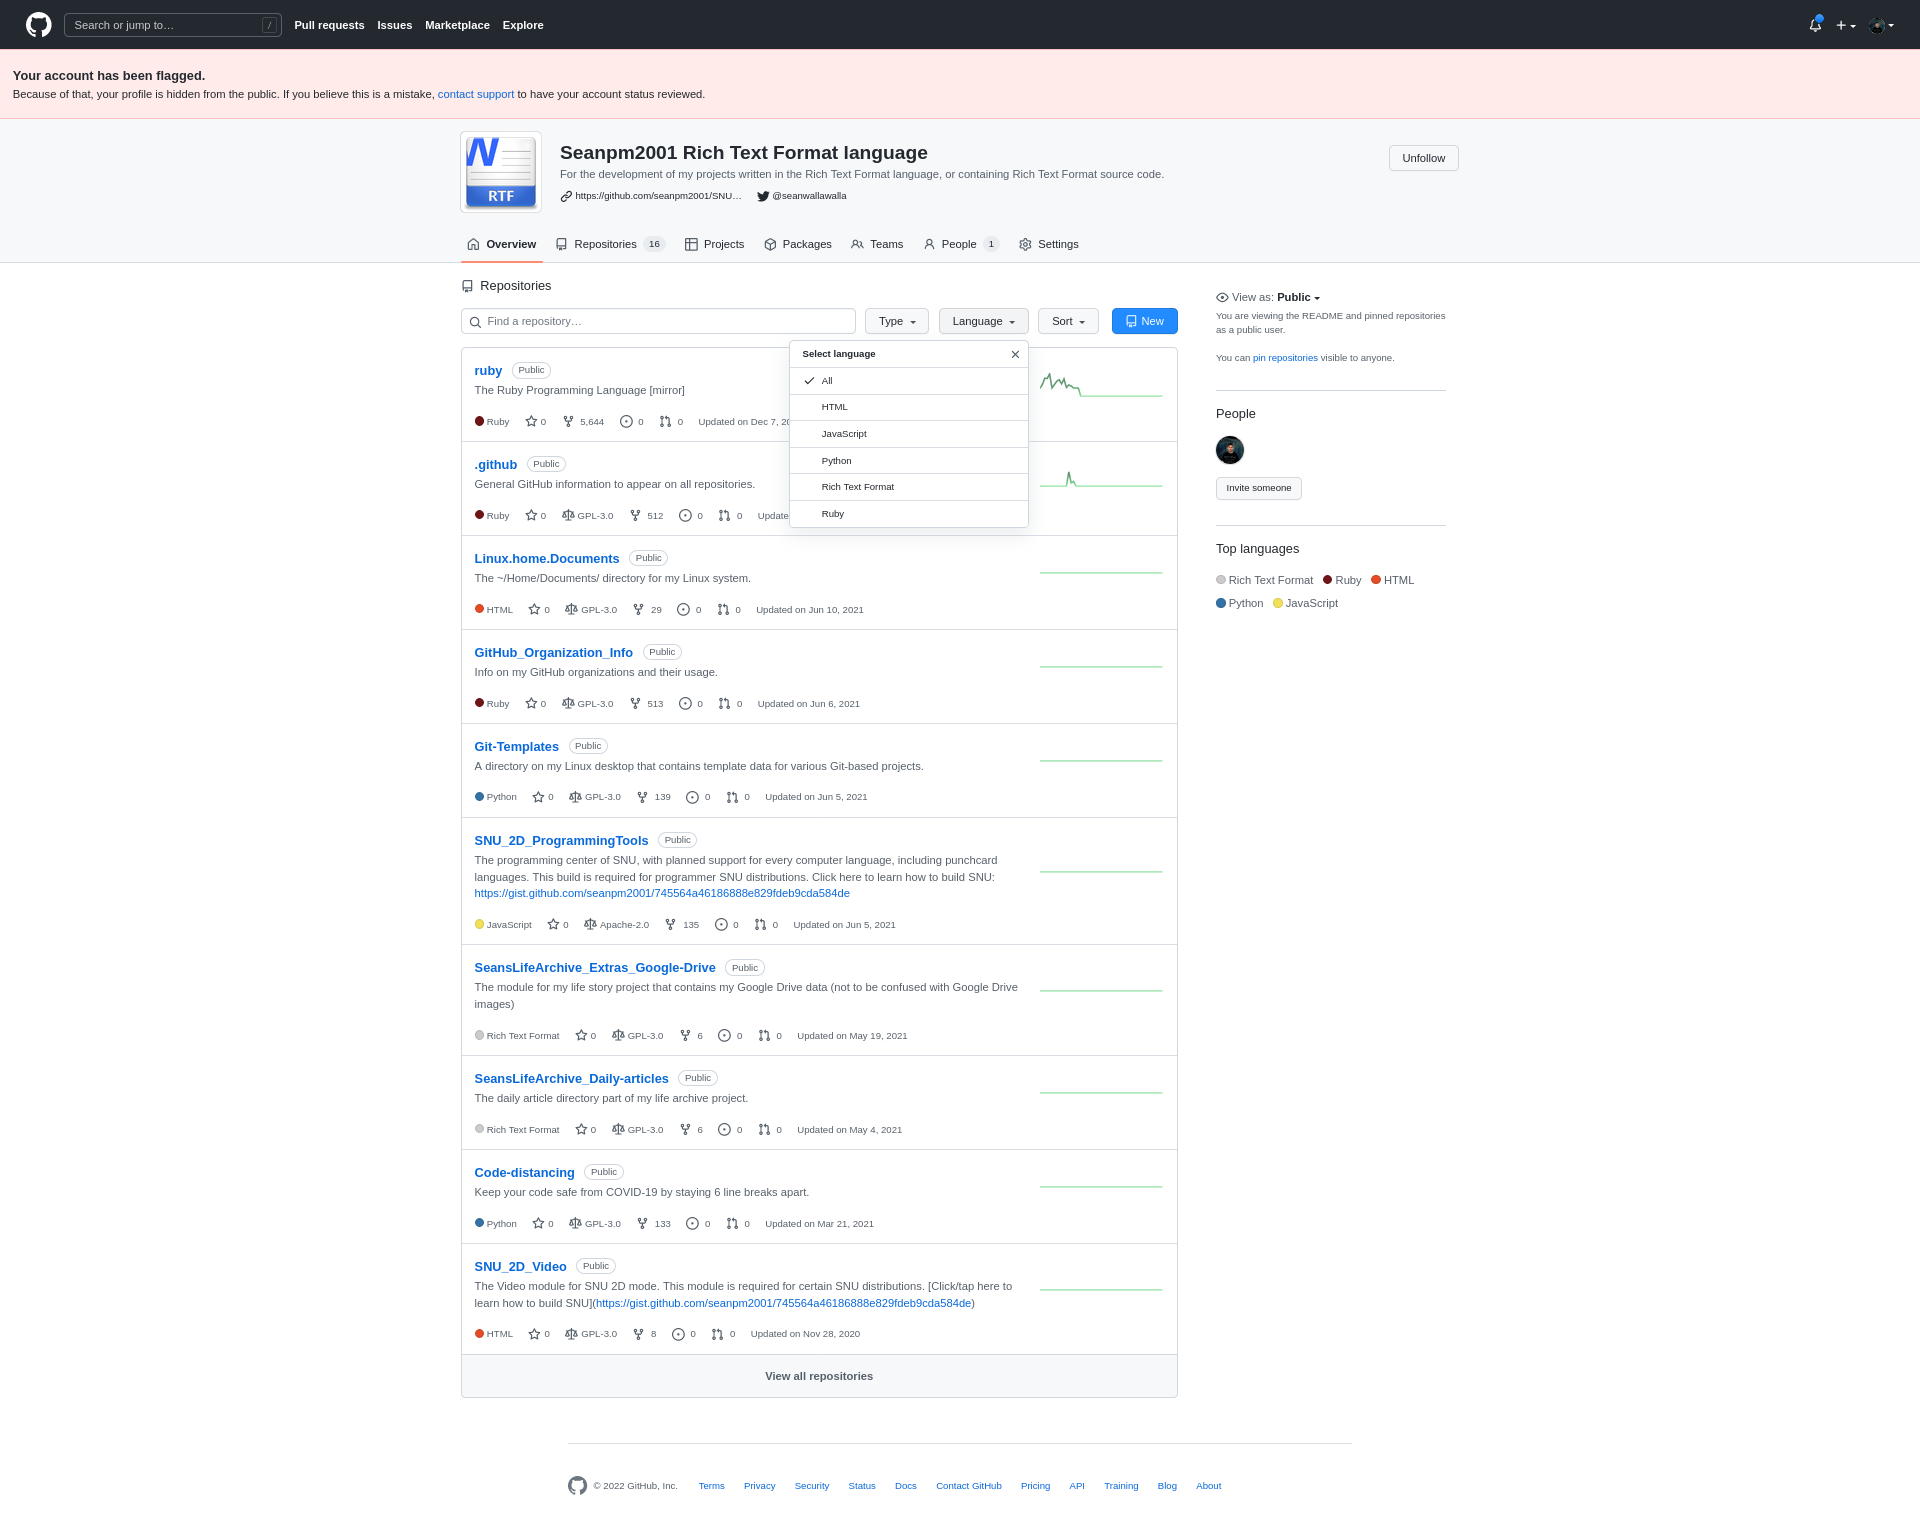 Search or jump to… /
Pull requests Issues Marketplace Explore
Your account has been flagged.
Because of that, your profile is hidden from the public. If you believe this is a mistake, contact support to have your account status reviewed.
N
RTF
Seanpm2001 Rich Text Format language
For the development of my projects written in the Rich Text Format language, or containing Rich Text Format source code.
https://github.com/seanpm2001/SNU… @seanwallawalla
Unfollow
Overview Repositories 16 Projects Packages Teams People 1 Settings
Repositories
Find a repository… Type Language Sort New
Select language
All
HTML
JavaScript
Python
Rich Text Format
Ruby
ruby Public
The Ruby Programming Language [mirror]
Ruby 0 5,644 0 0 Updated on Dec 7, 20
.github Public
General GitHub information to appear on all repositories.
Ruby 0 GPL-3.0 512 0 0 Update
Linux.home.Documents Public
The ~/Home/Documents/ directory for my Linux system.
HTML 0 GPL-3.0 29 0 0 Updated on Jun 10, 2021
GitHub_Organization_Info Public
Info on my GitHub organizations and their usage.
Ruby 0 GPL-3.0 513 0 0 Updated on Jun 6, 2021
Git-Templates Public
A directory on my Linux desktop that contains template data for various Git-based projects.
Python 0 GPL-3.0 139 0 0 Updated on Jun 5, 2021
SNU_2D_ProgrammingTools Public
The programming center of SNU, with planned support for every computer language, including punchcard
languages. This build is required for programmer SNU distributions. Click here to learn how to build SNU:
https://gist.github.com/seanpm2001/745564a46186888e829fdeb9cda584de
JavaScript 0 Apache-2.0 135 0 0 Updated on Jun 5, 2021
SeansLifeArchive_Extras_Google-Drive Public
The module for my life story project that contains my Google Drive data (not to be confused with Google Drive
images)
Rich Text Format 0 GPL-3.0 6 0 0 Updated on May 19, 2021
SeansLifeArchive_Daily-articles Public
The daily article directory part of my life archive project.
Rich Text Format 0 GPL-3.0 6 0 0 Updated on May 4, 2021
Code-distancing Public
Keep your code safe from COVID-19 by staying 6 line breaks apart.
Python 0 GPL-3.0 133 0 0 Updated on Mar 21, 2021
SNU_2D_Video Public
The Video module for SNU 2D mode. This module is required for certain SNU distributions. [Click/tap here to
learn how to build SNU](https://gist.github.com/seanpm2001/745564a46186888e829fdeb9cda584de)
HTML 0 GPL-3.0 8 0 0 Updated on Nov 28, 2020
View all repositories
View as: Public
You are viewing the README and pinned repositories
as a public user.
You can pin repositories visible to anyone.
People
Invite someone
Top languages
Rich Text Format Ruby HTML
Python JavaScript
© 2022 GitHub, Inc. Terms Privacy Security Status Docs Contact GitHub Pricing API Training Blog About